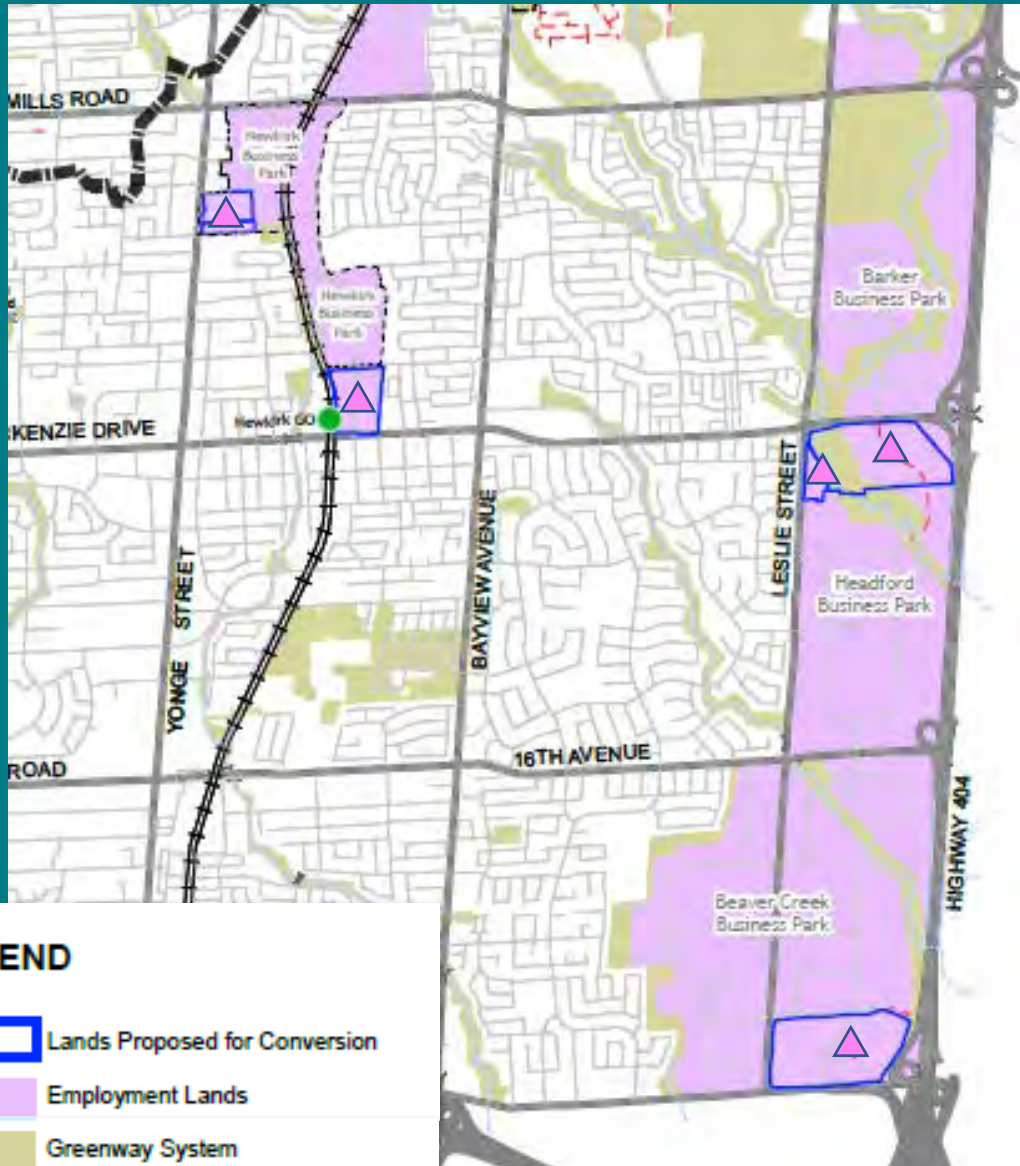 MILLS ROAD
Newkirk
Business
Park
Barker
Business Park
Newkirk
Business
Park
Newkirk GO
KENZIE DRIVE
LESLIE STREET
BAYVIEW AVENUE
YONGE STREET
Headford
Business Park
16TH AVENUE
ROAD
HIGHWAY 404
Beaver Creek
Business Park
END
Lands Proposed for Conversion
Employment Lands
Greenway System